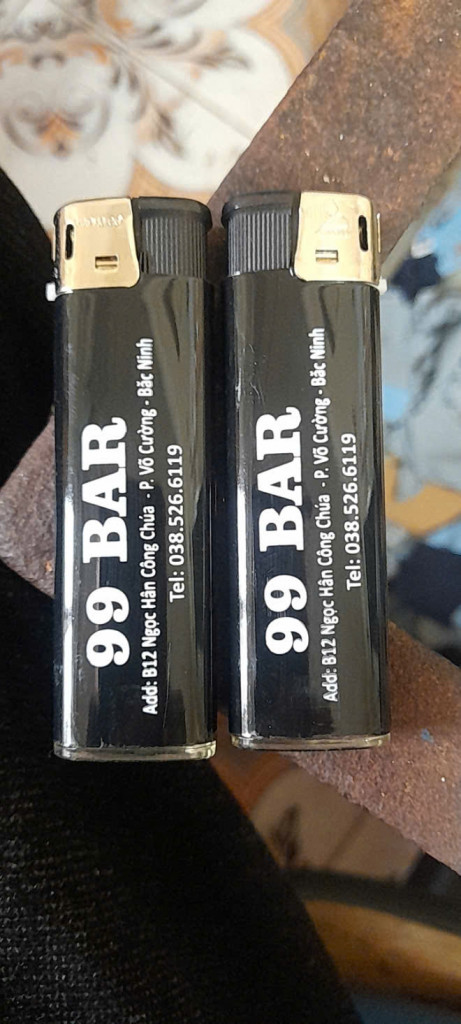 99 BAR
Add: B12 Ngọc Hân Công Chúa - P. Võ Cường - Bắc Ninh
Tel: 038.526.6119
99 BAR
Add: B12 Ngọc Hân Công Chúa - P. Võ Cường - Bắc Ninh
Tel: 038.526.6119